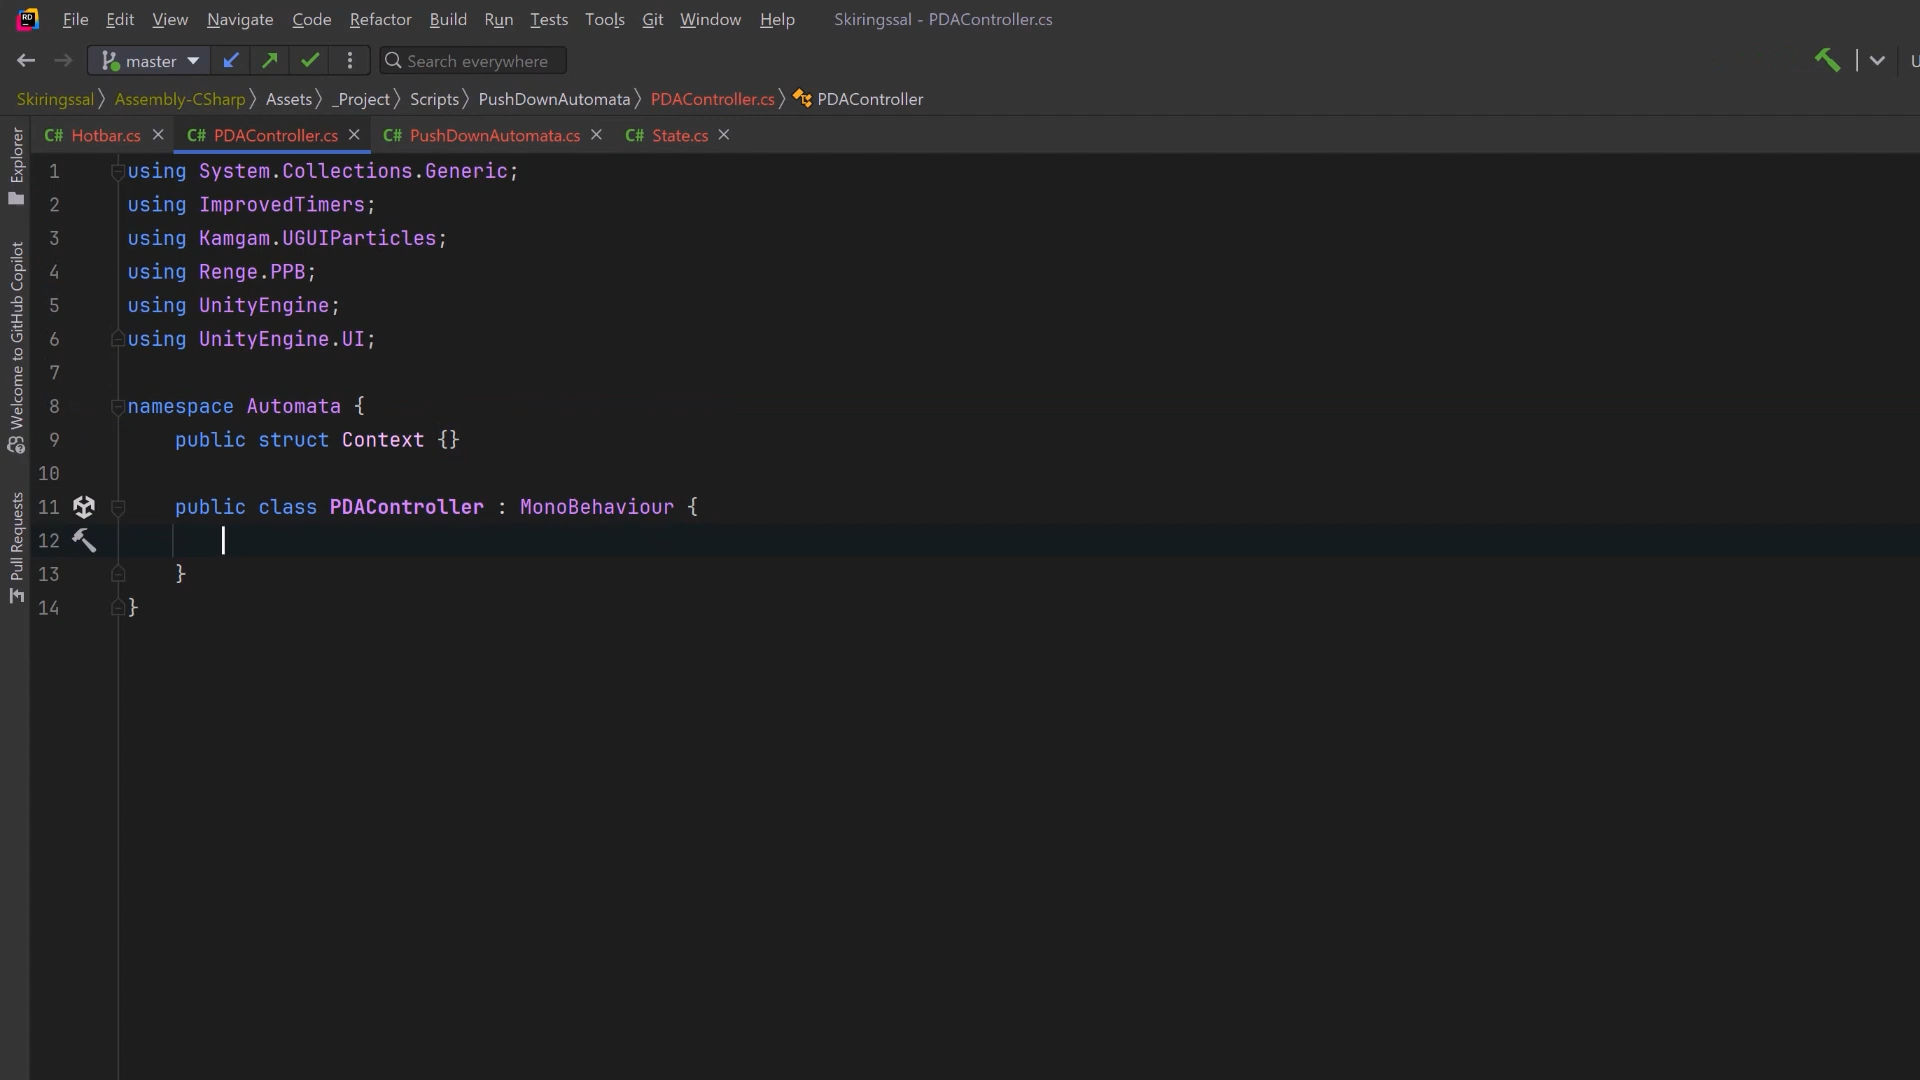 RD File Edit View Navigate Code Refactor Build Run Tests Tools Git Window Help Skiringssal - PDAController.cs
master Search everywhere U
Skiringssal Assembly-CSharp Assets _Project Scripts PushDownAutomata PDAController.cs PDAController
C# Hotbar.cs C# PDAController.cs C# PushDownAutomata.cs C# State.cs
Explorer
Welcome to GitHub Copilot
Pull Requests
1 using System.Collections.Generic;
2 using ImprovedTimers;
3 using Kamgam.UGUIParticles;
4 using Renge.PPB;
5 using UnityEngine;
6 using UnityEngine.UI;
7
8 namespace Automata {
9 public struct Context {}
10
11 public class PDAController : MonoBehaviour {
12
13 }
14 }